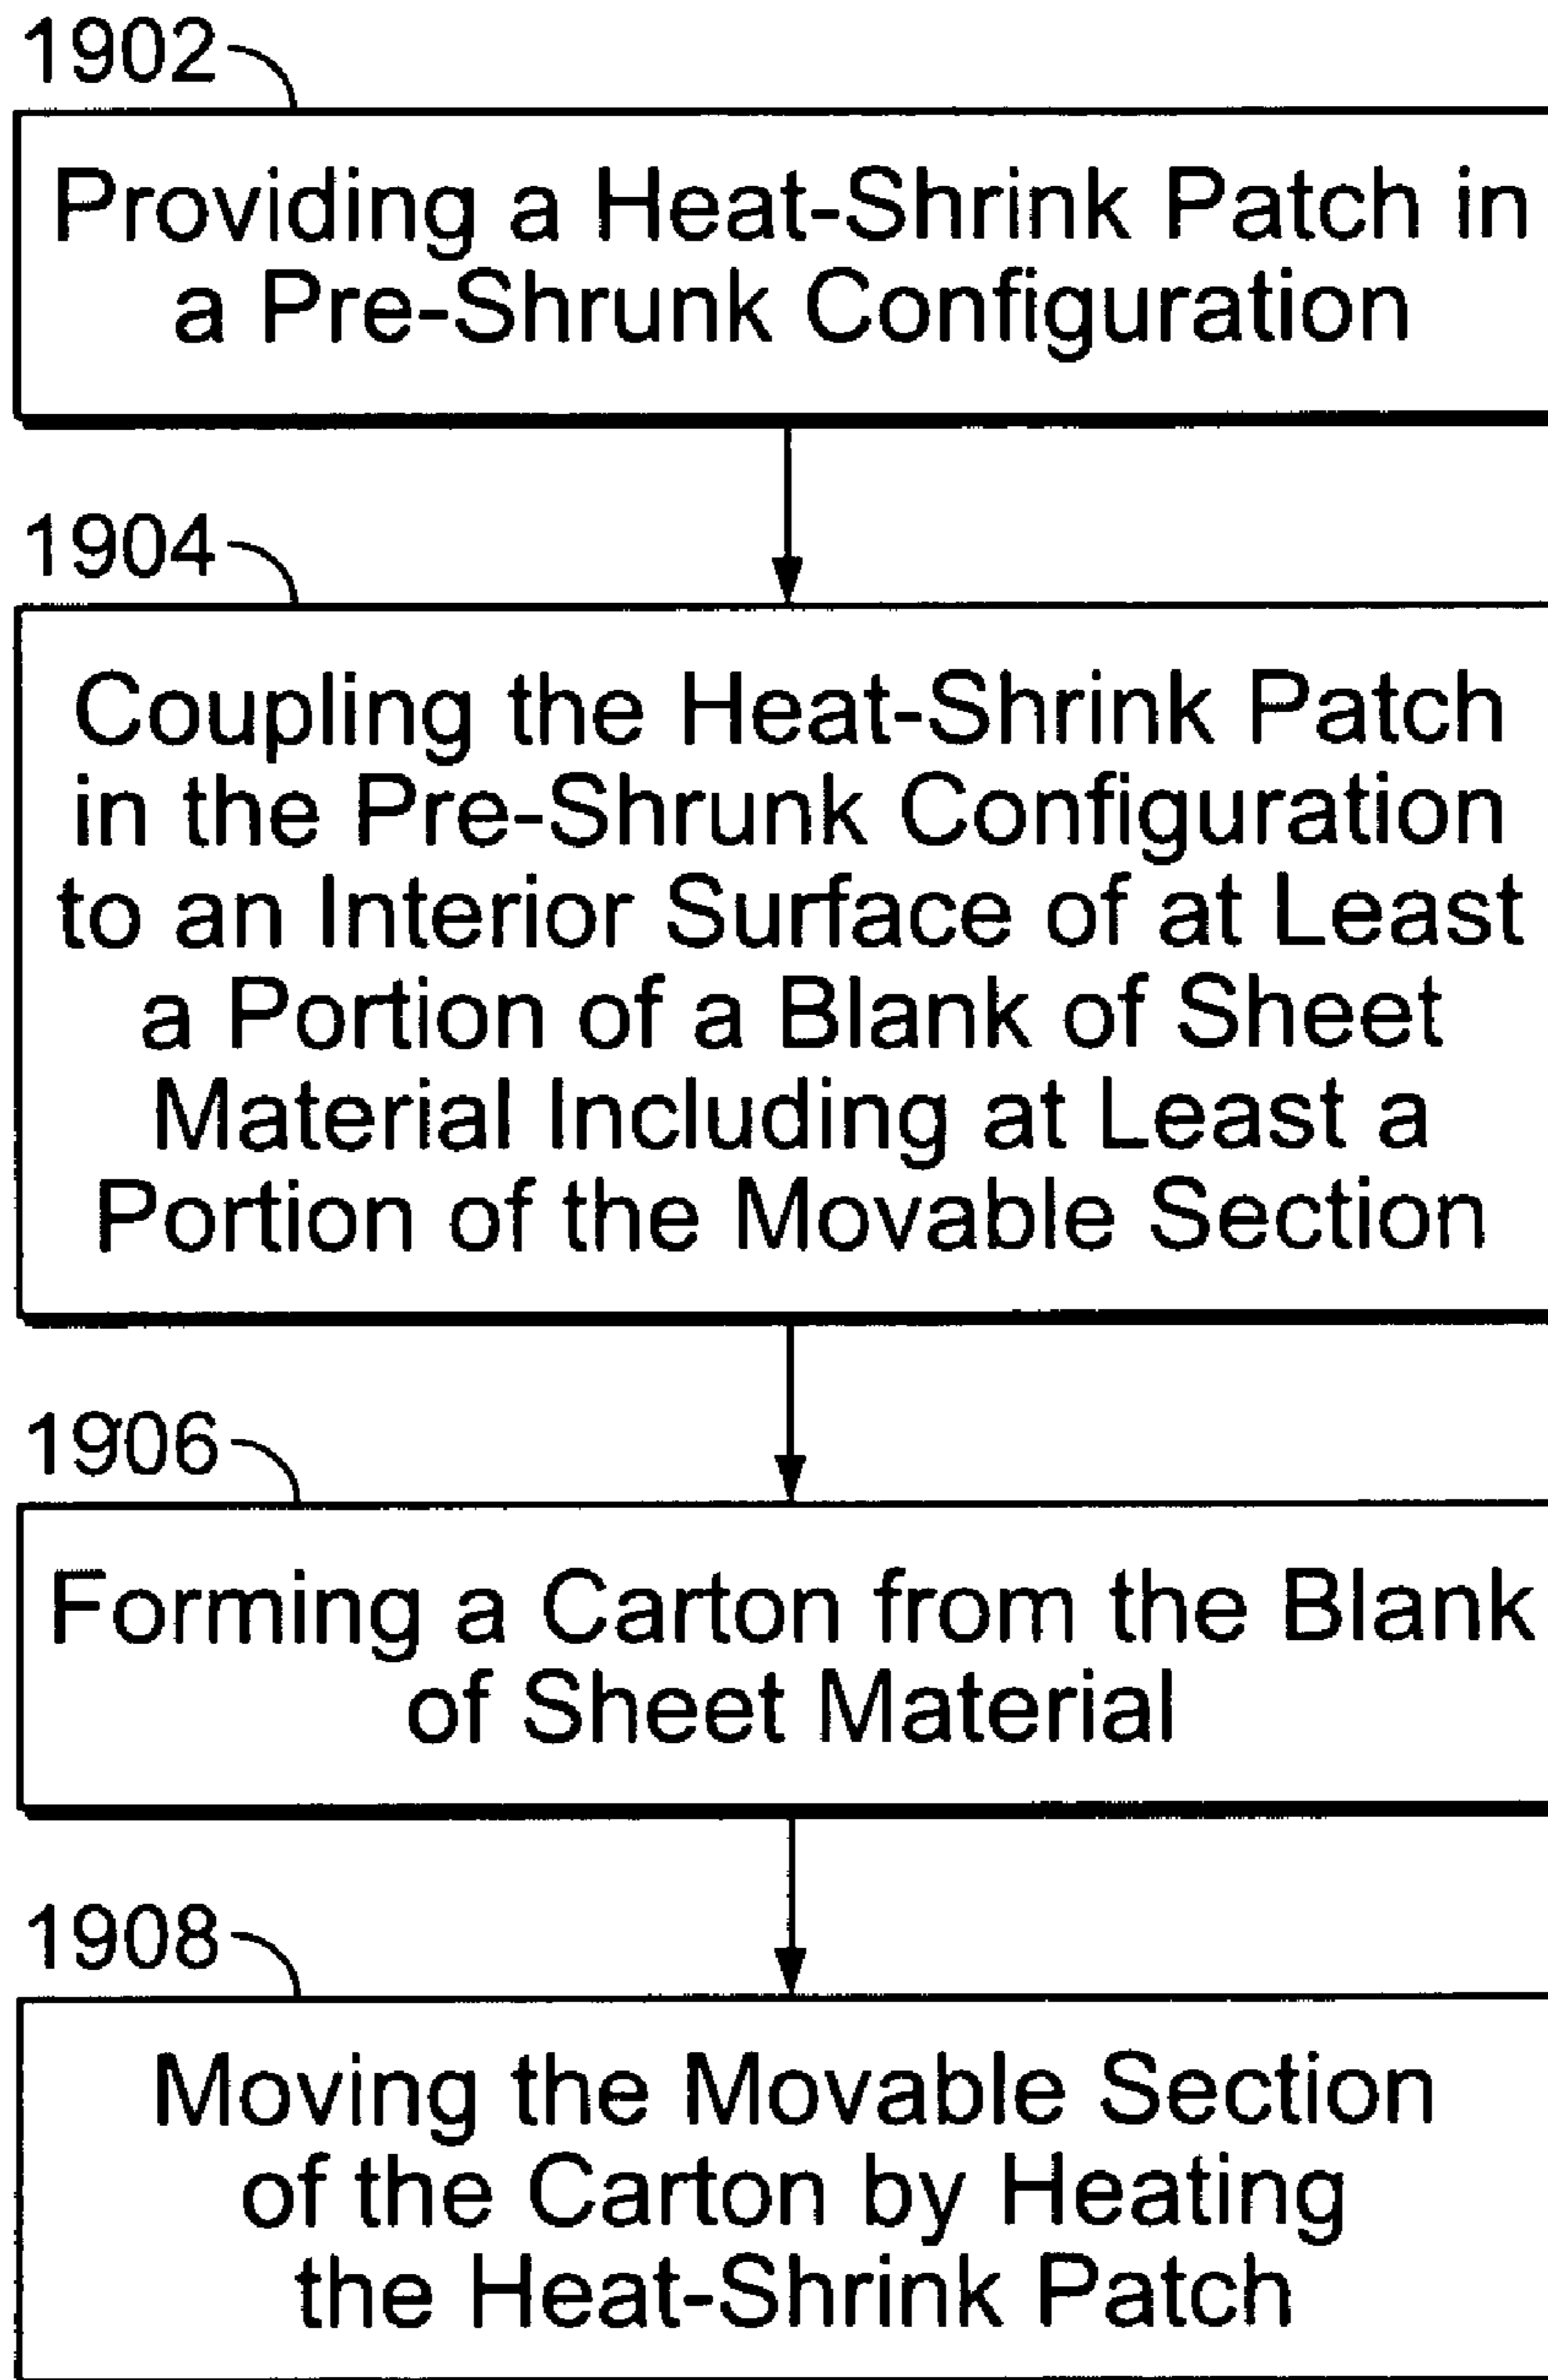 1902
Providing a Heat-Shrink Patch in
a Pre-Shrunk Configuration
1904
Coupling the Heat-Shrink Patch
in the Pre-Shrunk Configuration
to an Interior Surface of at Least
a Portion of a Blank of Sheet
Material Including at Least a
Portion of the Movable Section
1906
Forming a Carton from the Blank
of Sheet Material
1908
Moving the Movable Section
of the Carton by Heating
the Heat-Shrink Patch